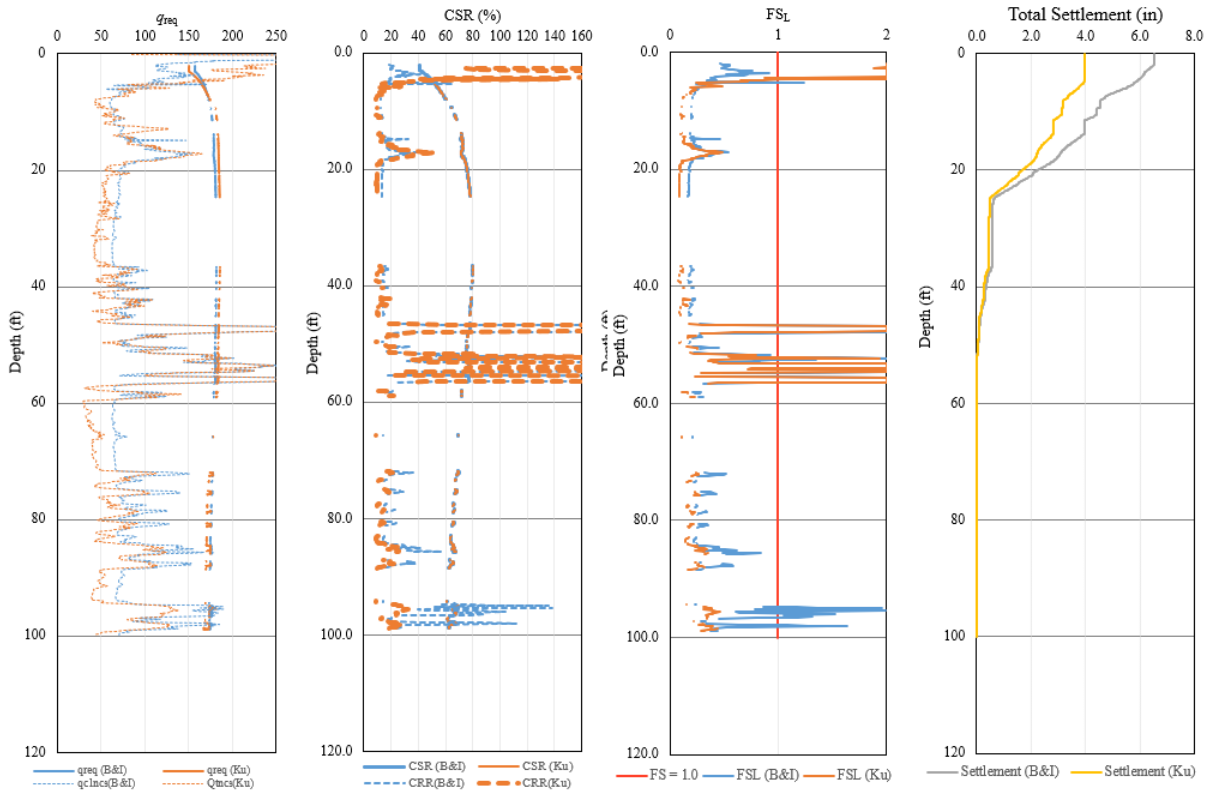 qreq
0 50 100 150 200 250
0
20
40
60
80
100
120
Depth (ft)
qreq (B&I)
qreq (Ku)
qc1ncs(B&I)
Qtncs(Ku)
CSR (%)
0 20 40 60 80 100 120 140 160
0.0
20.0
40.0
60.0
80.0
100.0
120.0
Depth (ft)
CSR (B&I)
CSR (Ku)
CRR(B&I)
CRR(Ku)
FSL
0 1 2
0.0
20.0
40.0
60.0
80.0
100.0
120.0
Depth (ft)
Depth (ft)
FS = 1.0
FSL (B&I)
FSL (Ku)
Total Settlement (in)
0.0 2.0 4.0 6.0 8.0
0
20
40
60
80
100
120
Depth (ft)
Settlement (B&I)
Settlement (Ku)